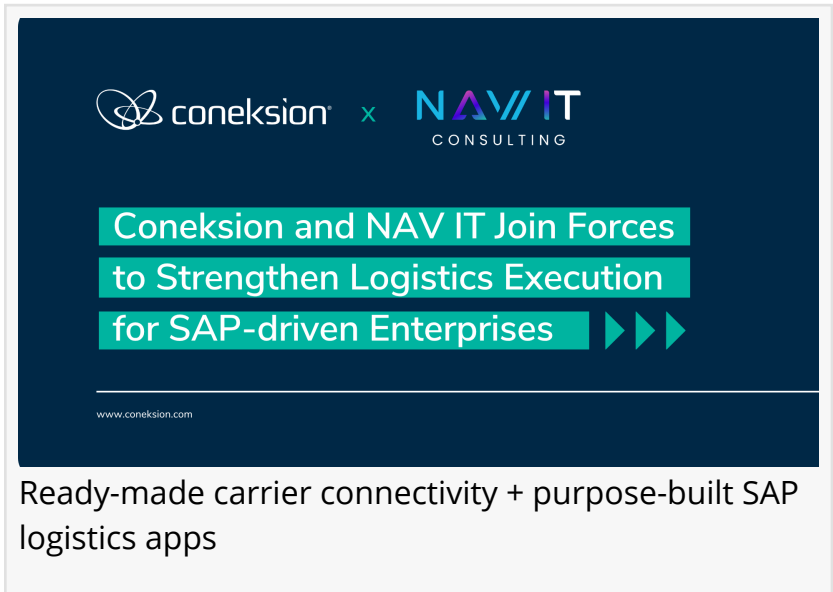 coneksion® x NAV IT
CONSULTING
Coneksion and NAV IT Join Forces
to Strengthen Logistics Execution
for SAP-driven Enterprises
www.coneksion.com
Ready-made carrier connectivity + purpose-built SAP
logistics apps